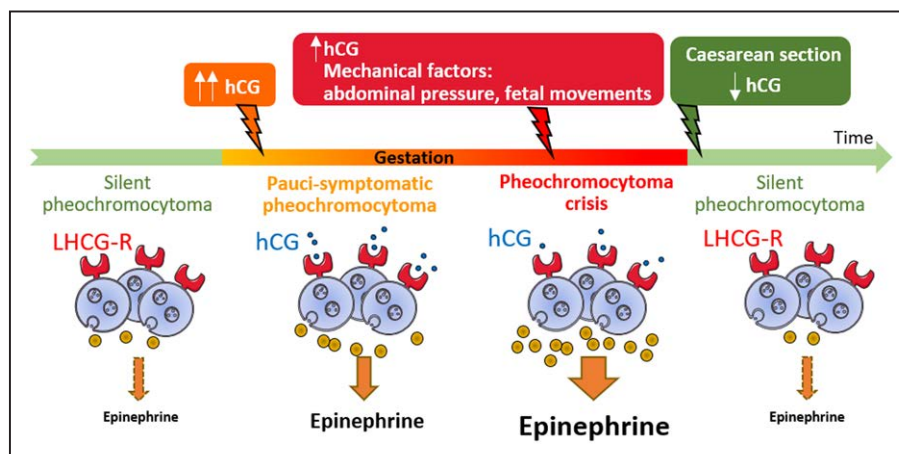 ↑↑ hCG
↑hCG
Mechanical factors:
abdominal pressure, fetal movements
Caesarean section
↓ hCG
Time
Gestation
Silent
pheochromocytoma
Pauci-symptomatic
pheochromocytoma
Pheochromocytoma
crisis
Silent
pheochromocytoma
LHCG-R
hCG
hCG
LHCG-R
Epinephrine
Epinephrine
Epinephrine
Epinephrine